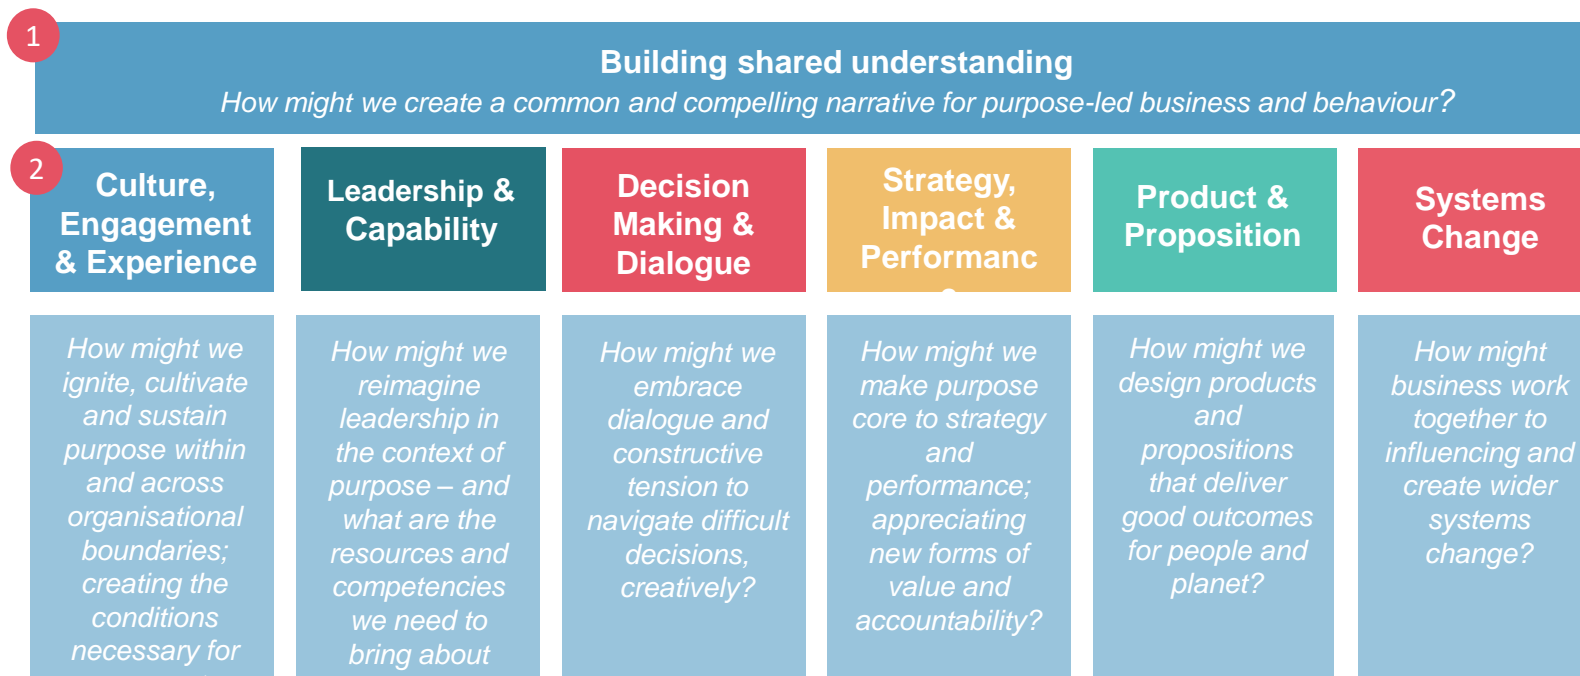 1
Building shared understanding
How might we create a common and compelling narrative for purpose-led business and behaviour?
2
Culture,
Engagement
& Experience
Leadership &
Capability
Decision
Making &
Dialogue
Strategy,
Impact &
Performanc
Product &
Proposition
Systems
Change
How might we
ignite, cultivate
and sustain
purpose within
and across
organisational
boundaries;
creating the
conditions
necessary for
How might we
reimagine
leadership in
the context of
purpose – and
what are the
resources and
competencies
we need to
bring about
How might we
embrace
dialogue and
constructive
tension to
navigate difficult
decisions,
creatively?
How might we
make purpose
core to strategy
and
performance;
appreciating
new forms of
value and
accountability?
How might we
design products
and
propositions
that deliver
good outcomes
for people and
planet?
How might
business work
together to
influencing and
create wider
systems
change?